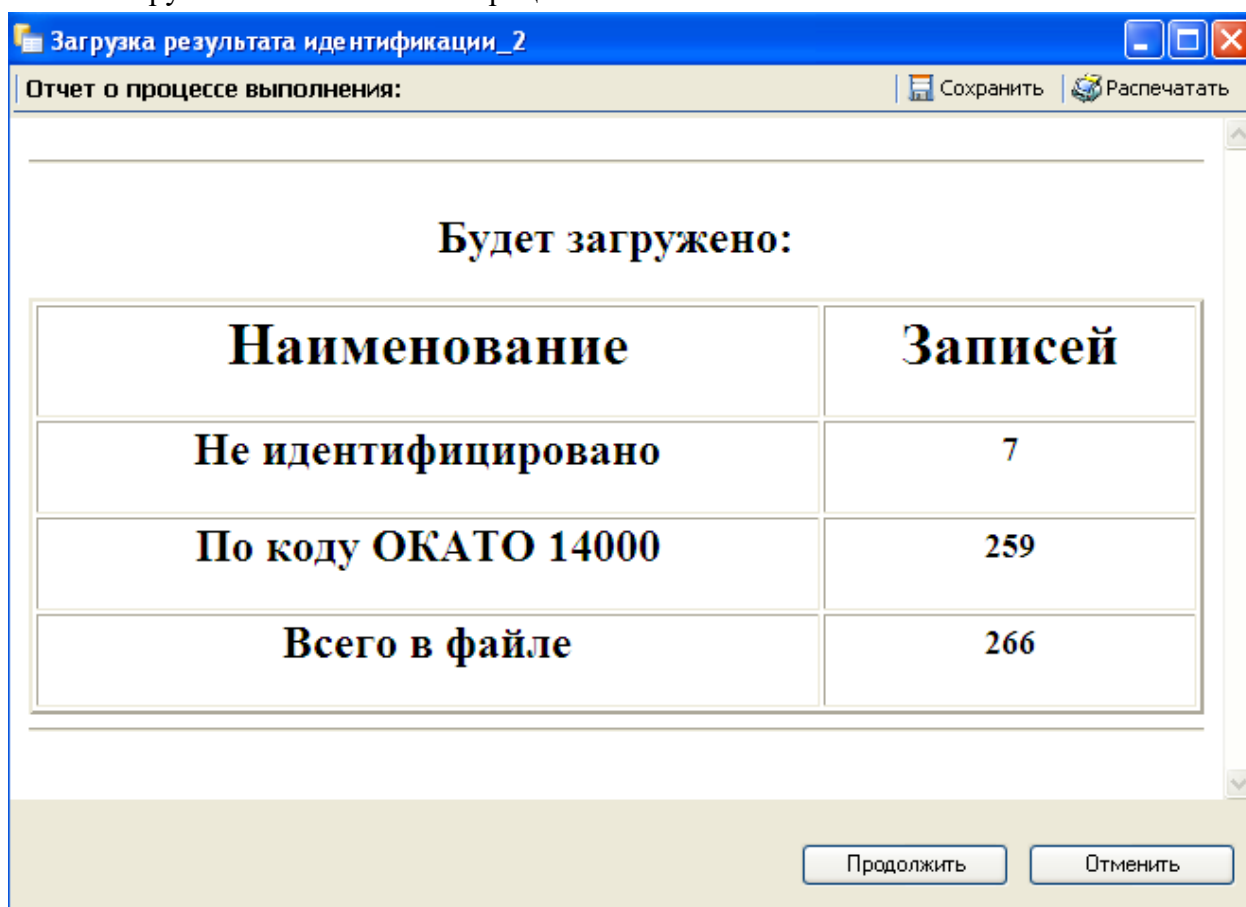 Загрузка результата идентификации_2
Отчет о процессе выполнения: Сохранить Распечатать
Будет загружено:
Наименование Записей
Не идентифицировано 7
По коду ОКАТО 14000 259
Всего в файле 266
Продолжить Отменить